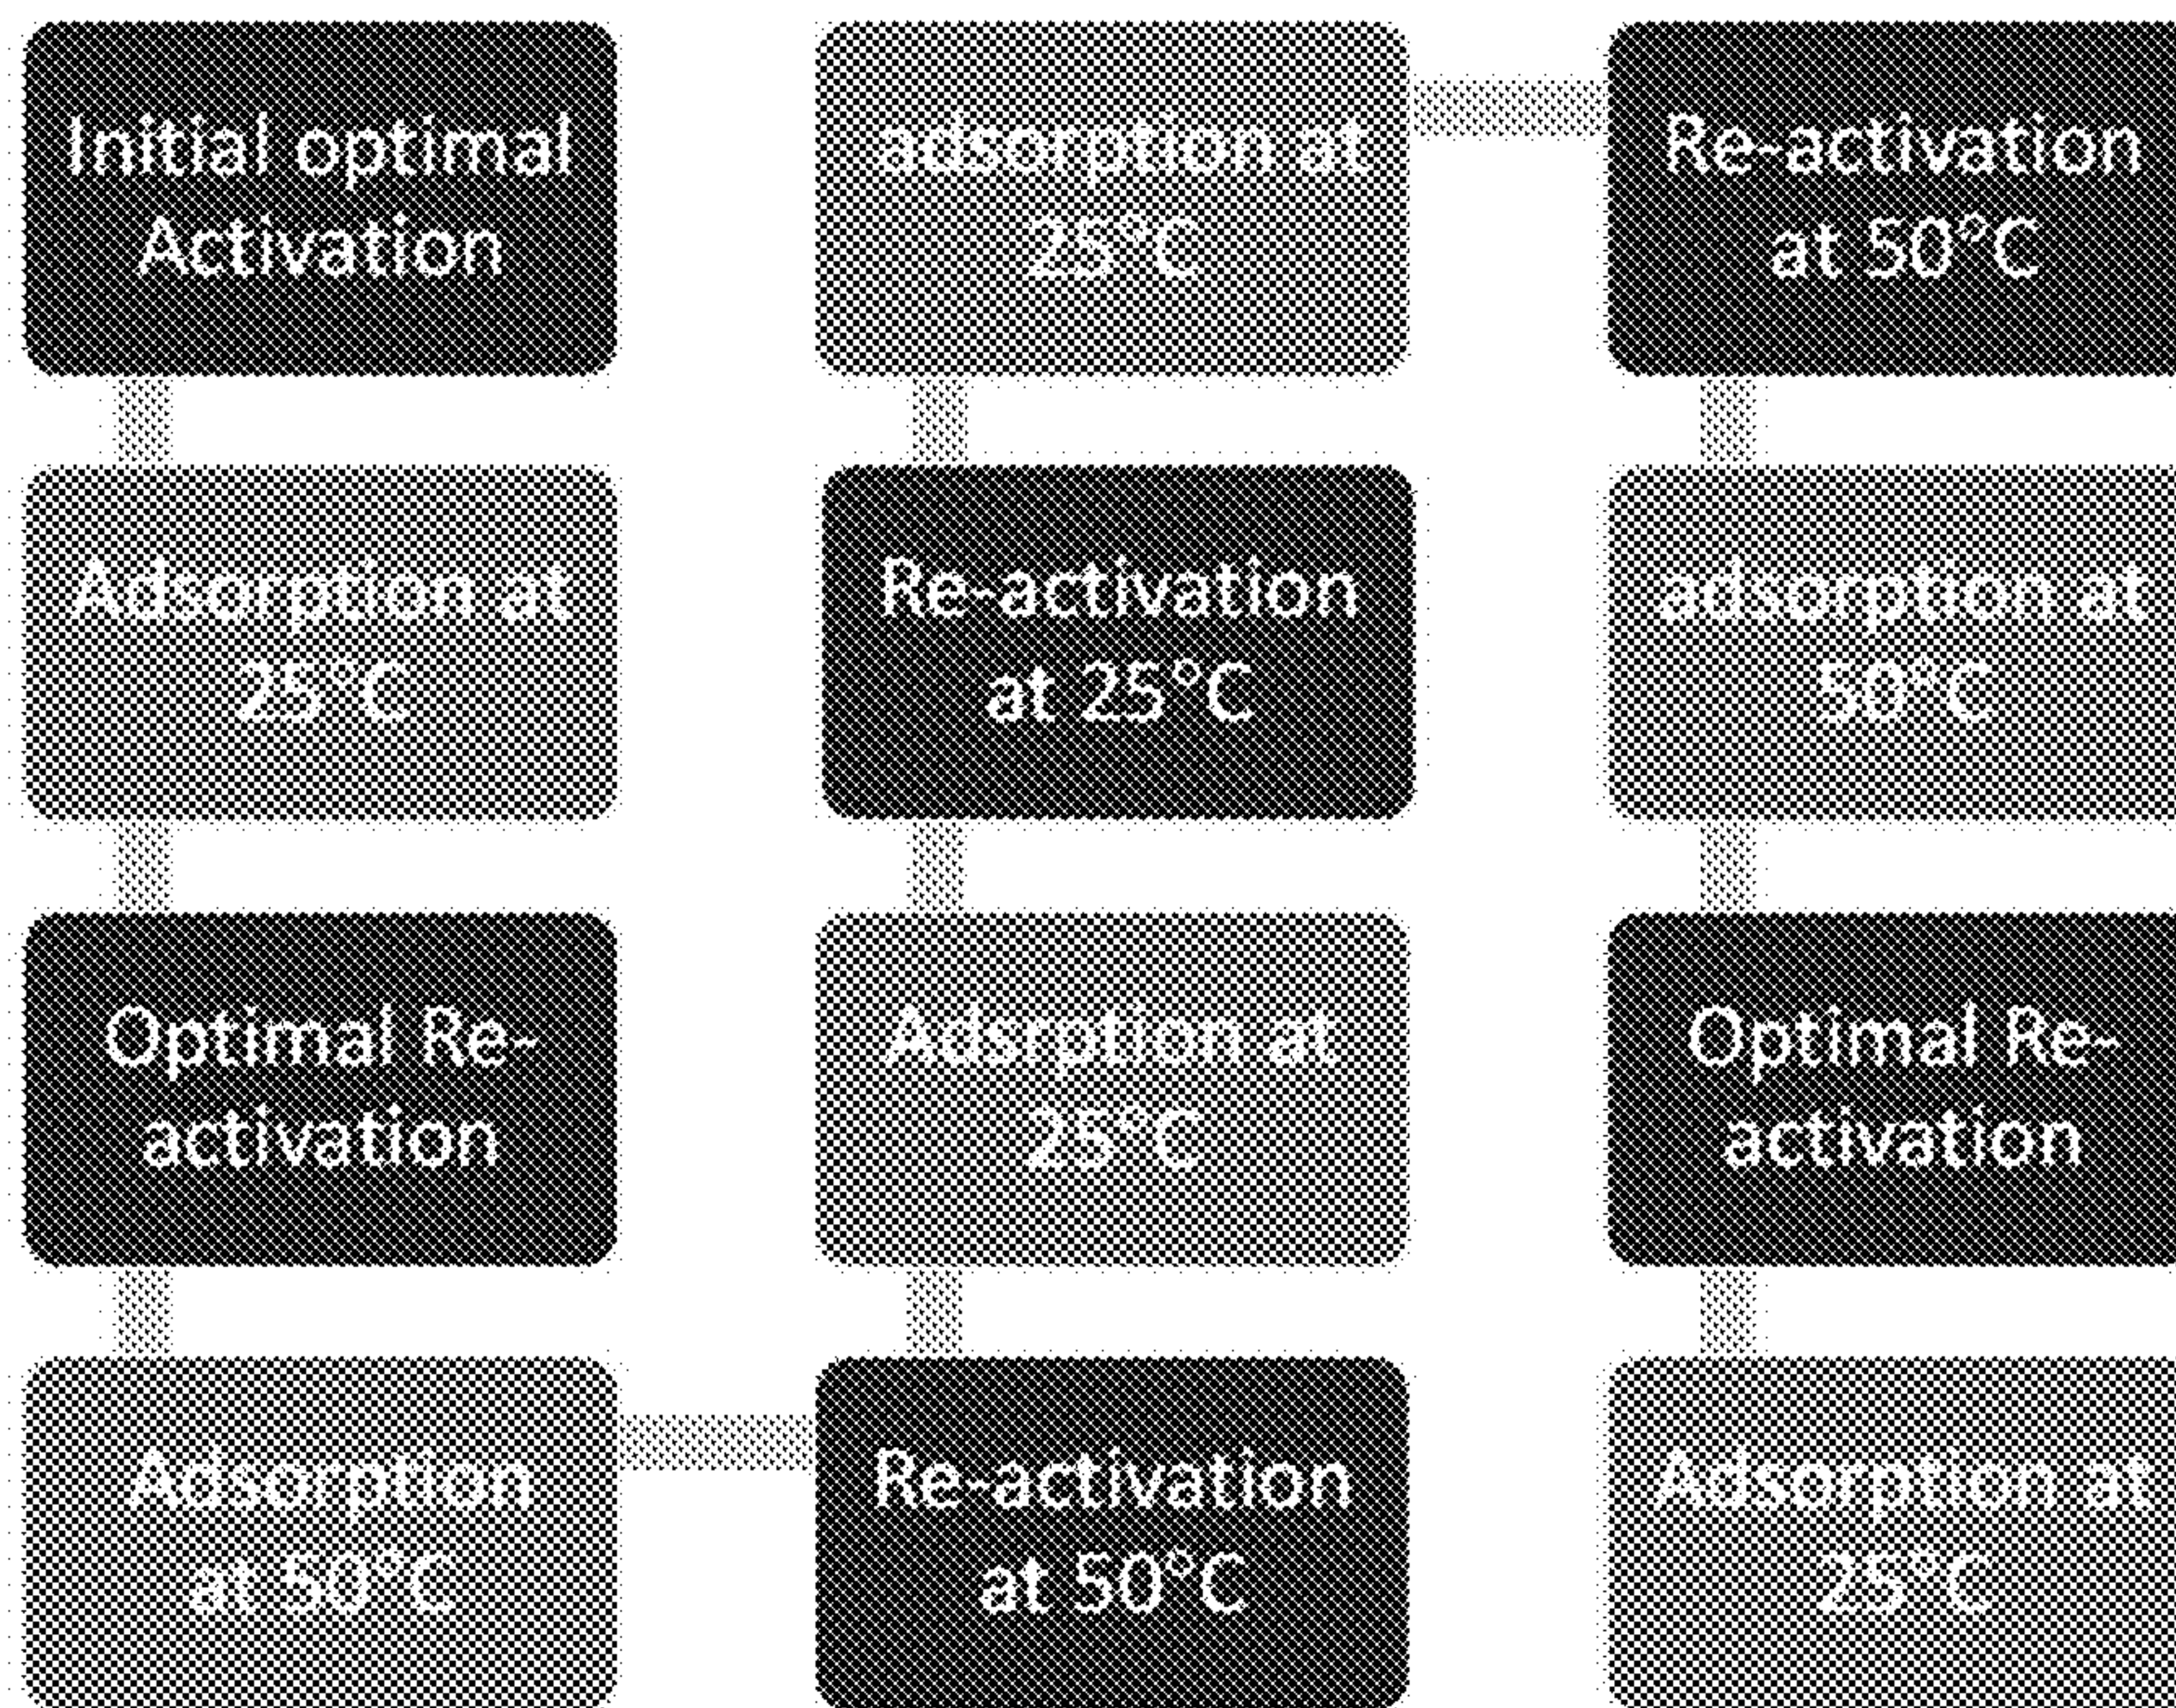 Initial optimal
Activation
Adsorption at
25°C
Optimal Re-
activation
Adsorption
at 50°C
Re-activation
at 50°C
Adsrption at
25°C
Re-activation
at 25°C
adsorption at
25°C
Re-activation
at 50°C
adsorption at
50°C
Optimal Re-
activation
Adsorption at
25°C